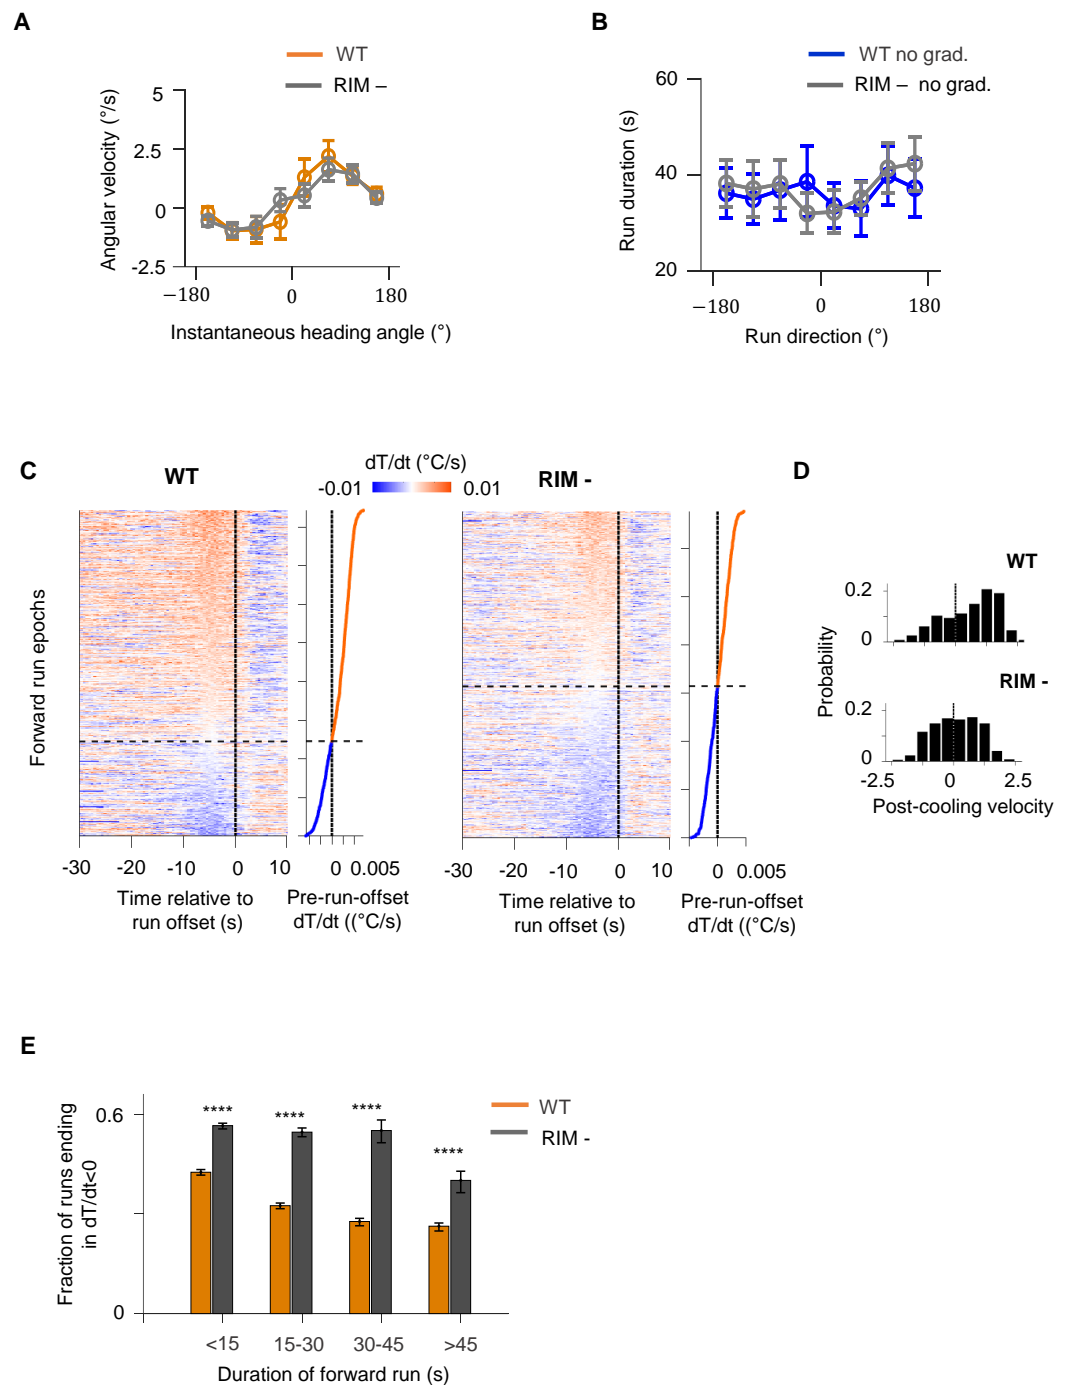 A
WT
RIM –
5
2.5
0
-2.5
Angular velocity (°/s)
−180
0
180
Instantaneous heading angle (°)
B
WT no grad.
RIM – no grad.
60
40
20
Run duration (s)
−180
0
180
Run direction (°)
C
WT
dT/dt (°C/s)
-0.01
0.01
RIM -
Forward run epochs
-30
-20
-10
0
10
Time relative to
run offset (s)
0
0.005
Pre-run-offset
dT/dt ((°C/s)
-30
-20
-10
0
10
Time relative to
run offset (s)
0
0.005
Pre-run-offset
dT/dt ((°C/s)
D
WT
0.2
0
RIM -
0.2
0
Probability
-2.5
0
2.5
Post-cooling velocity
E
WT
RIM -
0.6
0
Fraction of runs ending
in dT/dt<0
****
****
****
****
<15
15-30
30-45
>45
Duration of forward run (s)